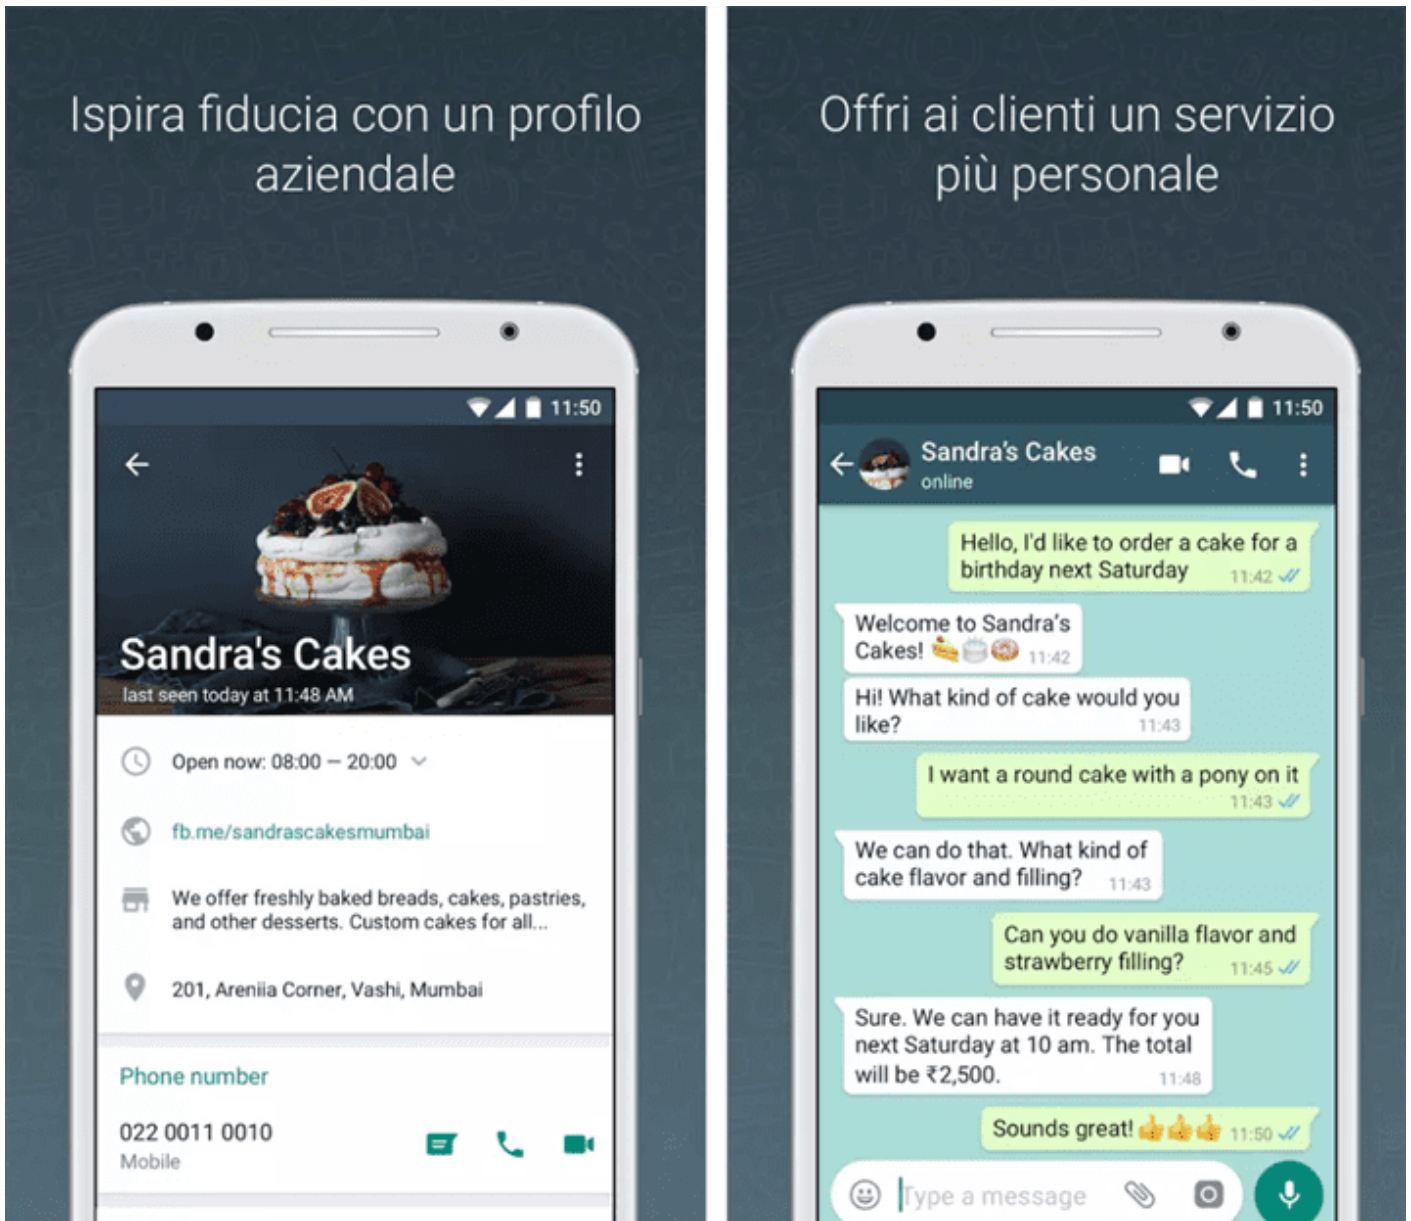 Ispira fiducia con un profilo
aziendale
11:50
Sandra's Cakes
last seen today at 11:48 AM
Open now: 08:00 – 20:00
fb.me/sandrascakesmumbai
We offer freshly baked breads, cakes, pastries,
and other desserts. Custom cakes for all...
201, Areniia Corner, Vashi, Mumbai
Phone number
022 0011 0010
Mobile
Offri ai clienti un servizio
più personale
11:50
Sandra's Cakes
online
Hello, I'd like to order a cake for a
birthday next Saturday 11:42
Welcome to Sandra's
Cakes! 🍰🎂🍩 11:42
Hi! What kind of cake would you
like? 11:43
I want a round cake with a pony on it
11:43
We can do that. What kind of
cake flavor and filling? 11:43
Can you do vanilla flavor and
strawberry filling? 11:45
Sure. We can have it ready for you
next Saturday at 10 am. The total
will be ₹2,500. 11:48
Sounds great! 👍👍👍 11:50
Type a message